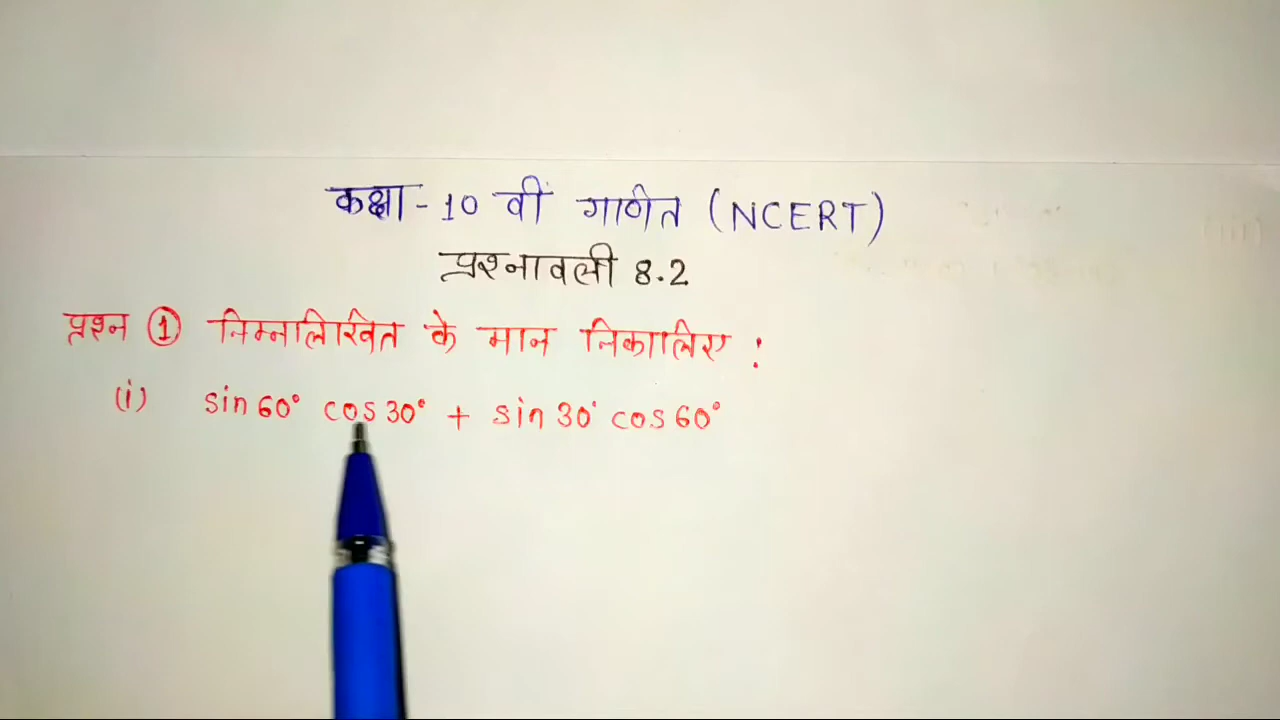 कक्षा - 10 वीं गणित (NCERT)
प्रश्नावली 8.2
प्रश्न ① निम्नलिखित के मान निकालिए :
(i) sin 60° cos 30° + sin 30° cos 60°